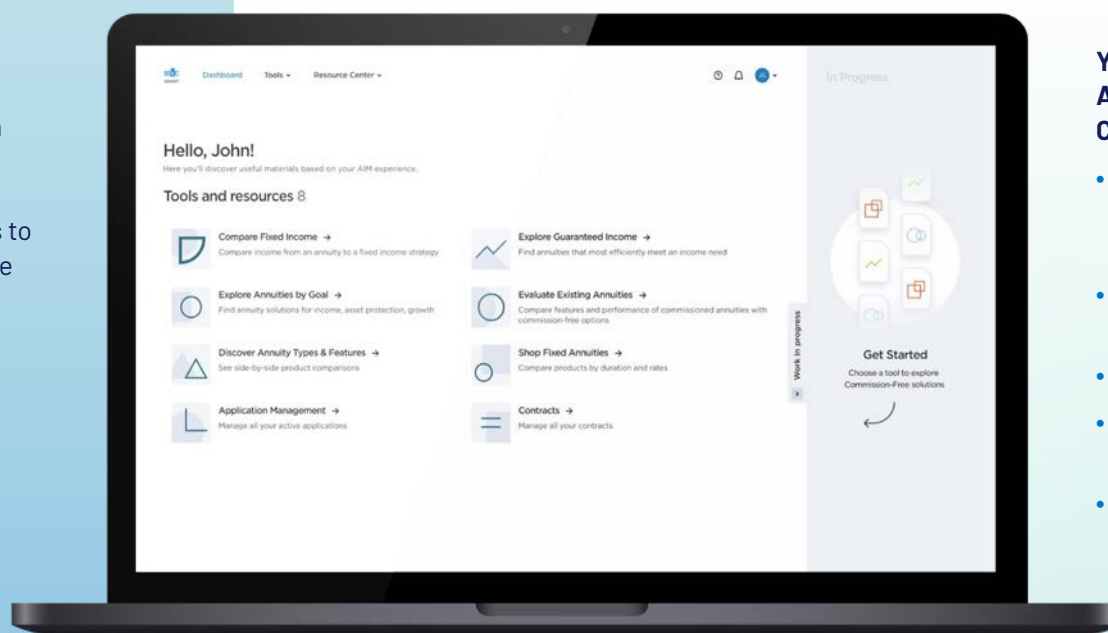 s to
e
Dashboard Tools Resource Center
In Progress
Hello, John!
Here you'll discover useful materials based on your AIM experience.
Tools and resources 8
Compare Fixed Income →
Compare income from an annuity to a fixed income strategy
Explore Guaranteed Income →
Find annuities that most efficiently meet an income need
Explore Annuities by Goal →
Find annuity solutions for income, asset protection, growth
Evaluate Existing Annuities →
Compare features and performance of commissioned annuities with
commission-free options
Discover Annuity Types & Features →
See side-by-side product comparisons
Shop Fixed Annuities →
Compare products by duration and rates
Application Management →
Manage all your active applications
Contracts →
Manage all your contracts
Work in progress
Get Started
Choose a tool to explore
Commission-Free solutions
Y
A
C